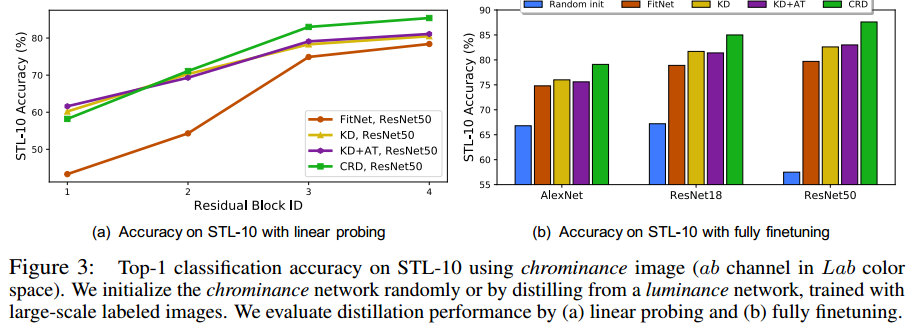 STL-10 Accuracy (%)
80
70
60
50
1
2
3
4
Residual Block ID
FitNet, ResNet50
KD, ResNet50
KD+AT, ResNet50
CRD, ResNet50
(a) Accuracy on STL-10 with linear probing
Random init
FitNet
KD
KD+AT
CRD
STL-10 Accuracy (%)
90
85
80
75
70
65
60
55
AlexNet
ResNet18
ResNet50
(b) Accuracy on STL-10 with fully finetuning
Figure 3: Top-1 classification accuracy on STL-10 using chrominance image (ab channel in Lab color
space). We initialize the chrominance network randomly or by distilling from a luminance network, trained with
large-scale labeled images. We evaluate distillation performance by (a) linear probing and (b) fully finetuning.